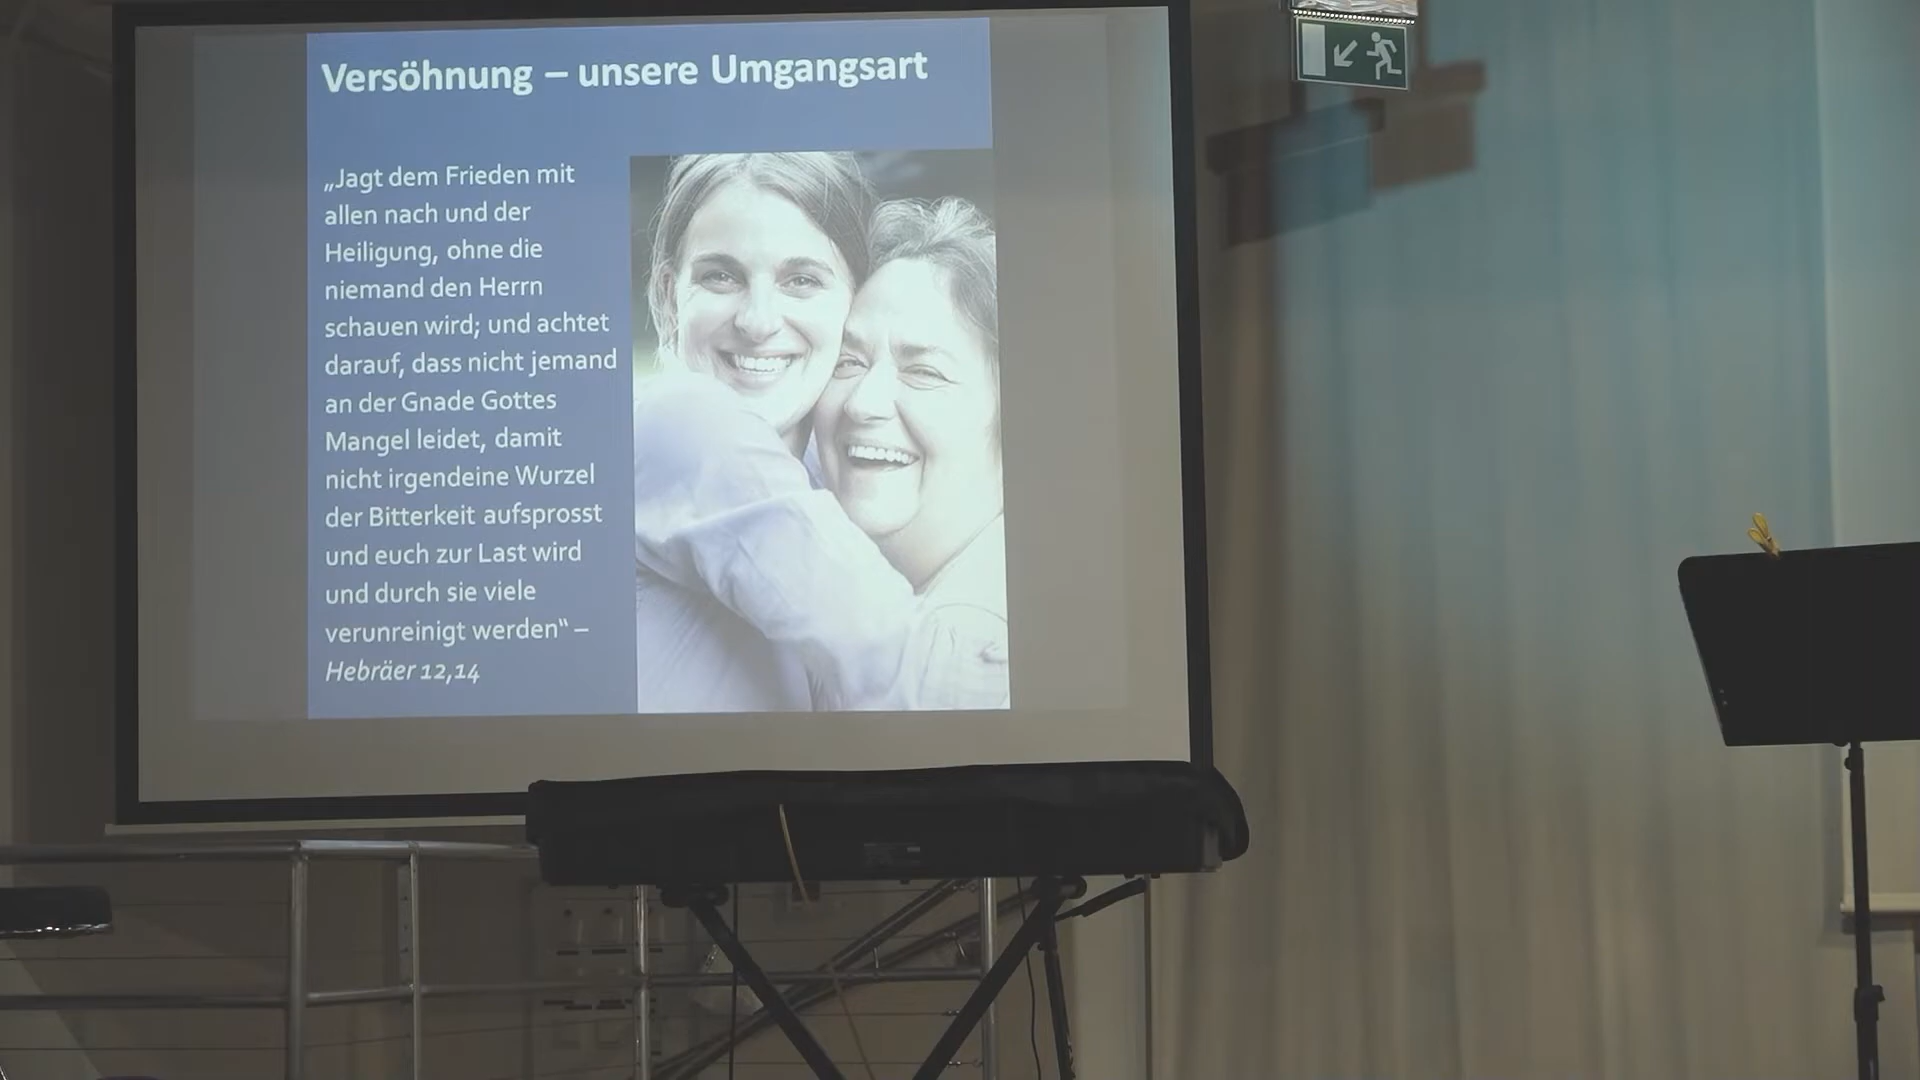 Versöhnung – unsere Umgangsart
„Jagt dem Frieden mit
allen nach und der
Heiligung, ohne die
niemand den Herrn
schauen wird; und achtet
darauf, dass nicht jemand
an der Gnade Gottes
Mangel leidet, damit
nicht irgendeine Wurzel
der Bitterkeit aufsprosst
und euch zur Last wird
und durch sie viele
verunreinigt werden“ –
Hebräer 12,14